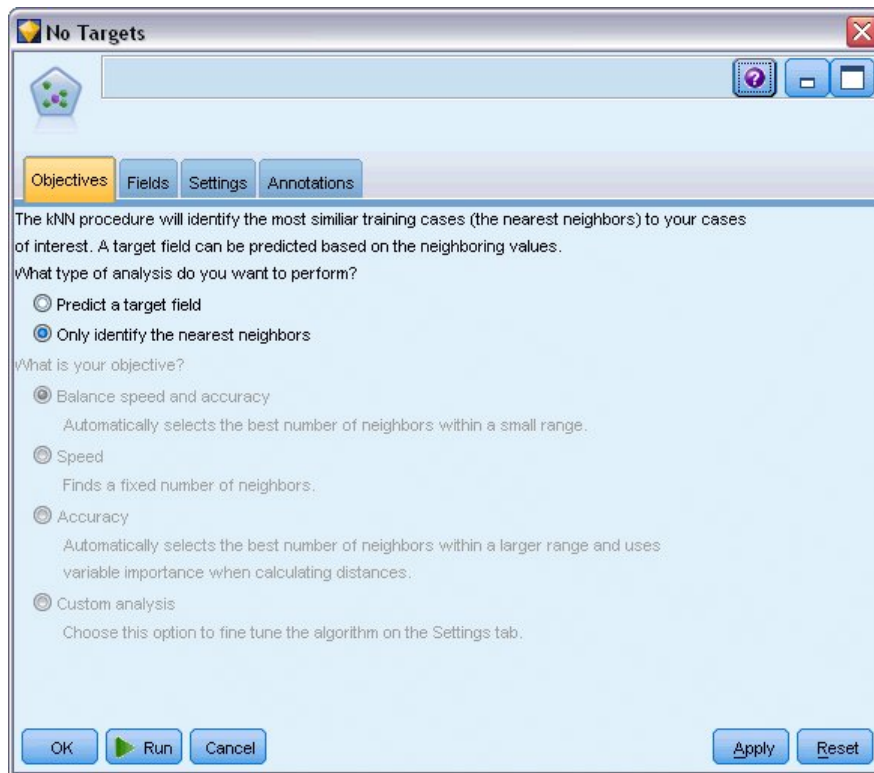 No Targets
Objectives Fields Settings Annotations
The kNN procedure will identify the most similiar training cases (the nearest neighbors) to your cases
of interest. A target field can be predicted based on the neighboring values.
What type of analysis do you want to perform?
Predict a target field
Only identify the nearest neighbors
What is your objective?
Balance speed and accuracy
Automatically selects the best number of neighbors within a small range.
Speed
Finds a fixed number of neighbors.
Accuracy
Automatically selects the best number of neighbors within a larger range and uses
variable importance when calculating distances.
Custom analysis
Choose this option to fine tune the algorithm on the Settings tab.
OK Run Cancel Apply Reset